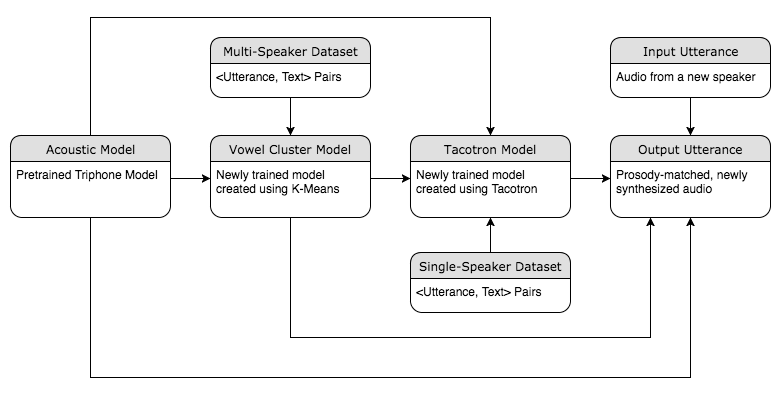 Multi-Speaker Dataset
<Utterance, Text> Pairs
Input Utterance
Audio from a new speaker
Acoustic Model
Pretrained Triphone Model
Vowel Cluster Model
Newly trained model
created using K-Means
Tacotron Model
Newly trained model
created using Tacotron
Output Utterance
Prosody-matched, newly
synthesized audio
Single-Speaker Dataset
<Utterance, Text> Pairs